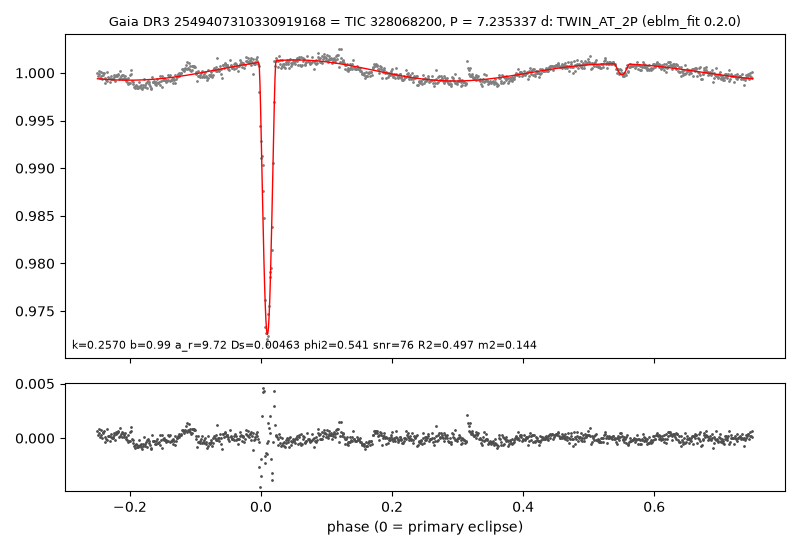 Gaia DR3 2549407310330919168 = TIC 328068200, P = 7.235337 d: TWIN_AT_2P (eblm_fit 0.2.0)
1.000
0.995
0.990
0.985
0.980
0.975
k=0.2570 b=0.99 a_r=9.72 Ds=0.00463 phi2=0.541 snr=76 R2=0.497 m2=0.144
0.005
0.000
−0.2 0.0 0.2 0.4 0.6
phase (0 = primary eclipse)